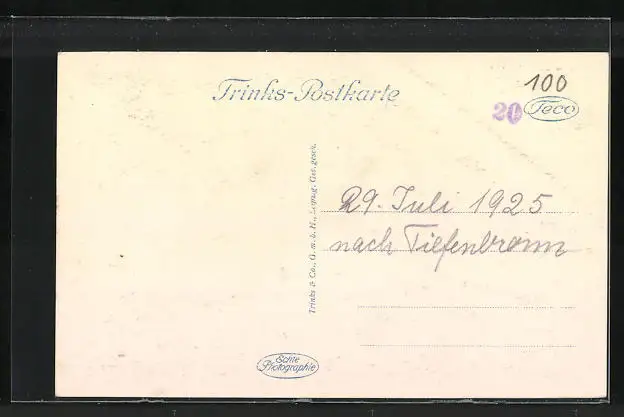 Trinks-Postkarte
100
20
Teco
Trinks & Co., G. m. b. H., Leipzig. Ges. gesch.
29. Juli 1925
nach Tiefenbronn
Echte
Photographie